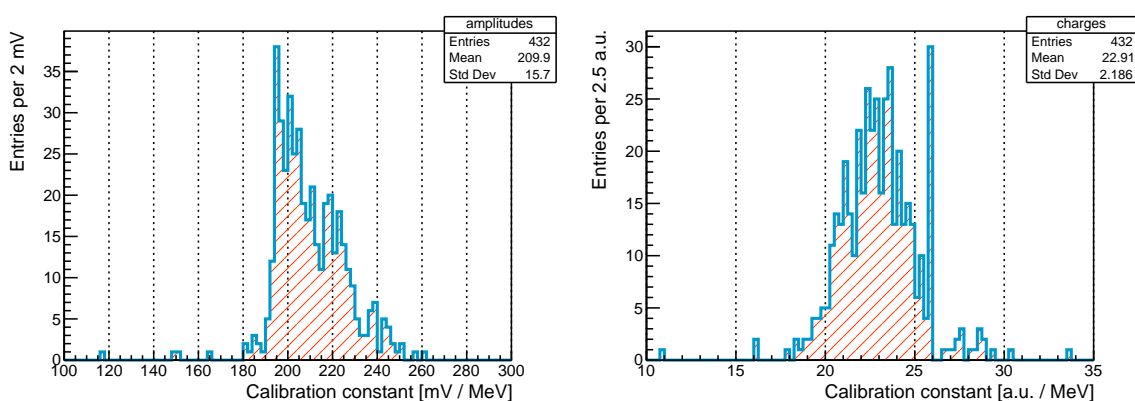 amplitudes
Entries 432
Mean 209.9
Std Dev 15.7
Entries per 2 mV
35
30
25
20
15
10
5
0
100 120 140 160 180 200 220 240 260 280 300
Calibration constant [mV / MeV]
charges
Entries 432
Mean 22.91
Std Dev 2.186
Entries per 2.5 a.u.
30
25
20
15
10
5
0
10 15 20 25 30 35
Calibration constant [a.u. / MeV]